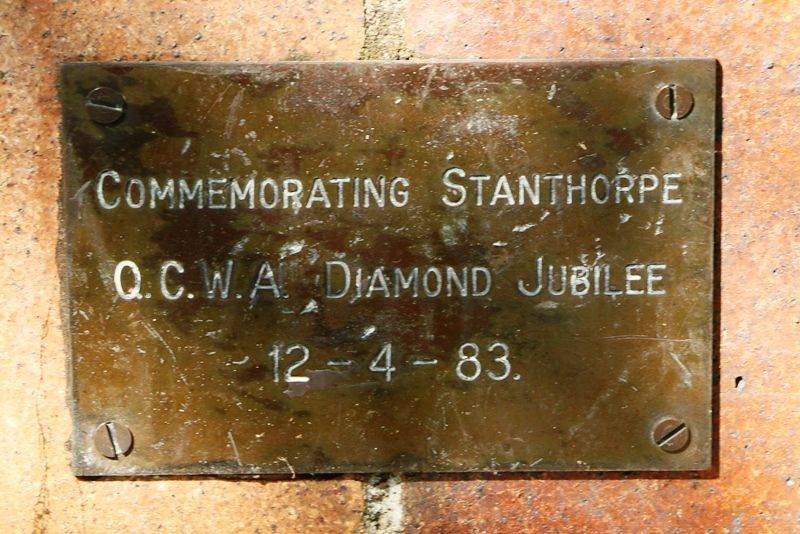 COMMEMORATING STANTHORPE
Q.C.W.A. DIAMOND JUBILEE
12-4-83.